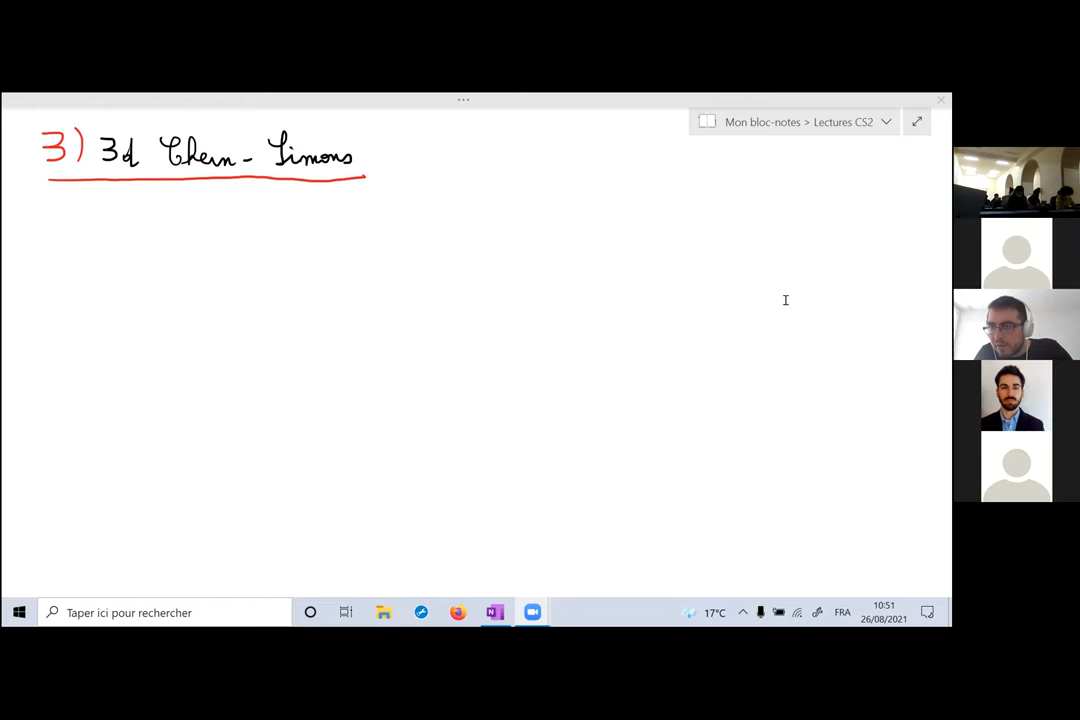 Mon bloc-notes > Lectures CS2
3) 3d Chern - Simons
Taper ici pour rechercher
17°C
FRA
10:51
26/08/2021